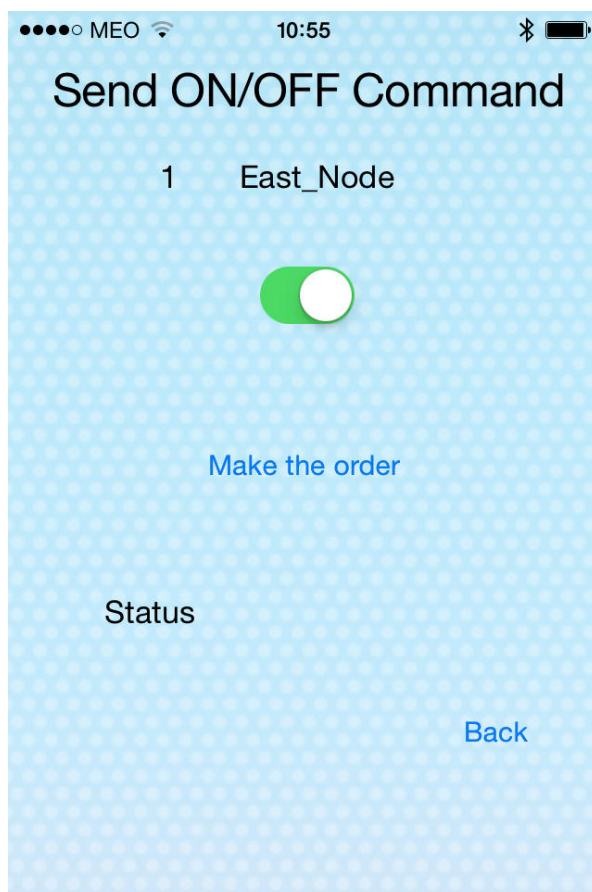 MEO 10:55
Send ON/OFF Command
1 East_Node
Make the order
Status
Back